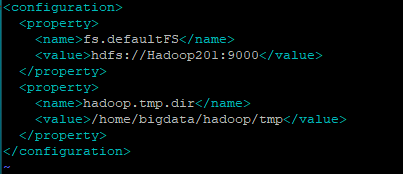 <configuration>
  <property>
    <name>fs.defaultFS</name>
    <value>hdfs://Hadoop201:9000</value>
  </property>
  <property>
    <name>hadoop.tmp.dir</name>
    <value>/home/bigdata/hadoop/tmp</value>
  </property>
</configuration>
~